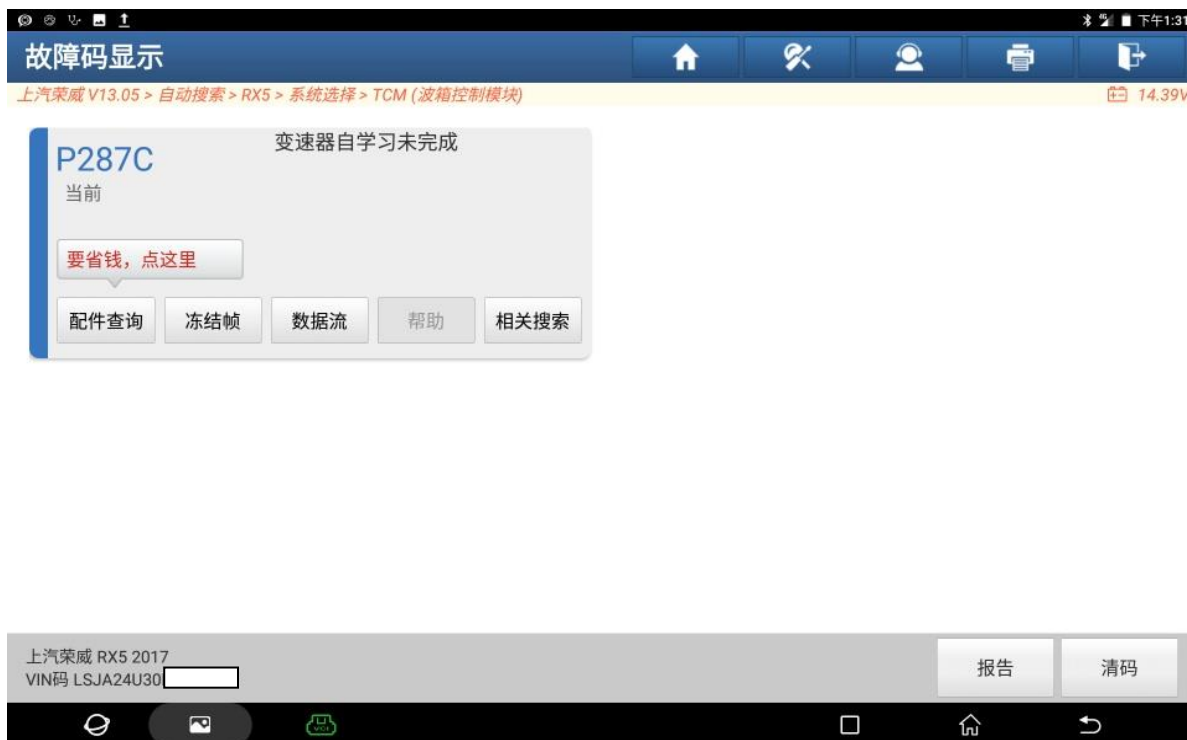 下午1:31
故障码显示
上汽荣威 V13.05 > 自动搜索 > RX5 > 系统选择 > TCM (波箱控制模块)
14.39V
P287C
变速器自学习未完成
当前
要省钱，点这里
配件查询
冻结帧
数据流
帮助
相关搜索
上汽荣威 RX5 2017
VIN码 LSJA24U30
报告
清码